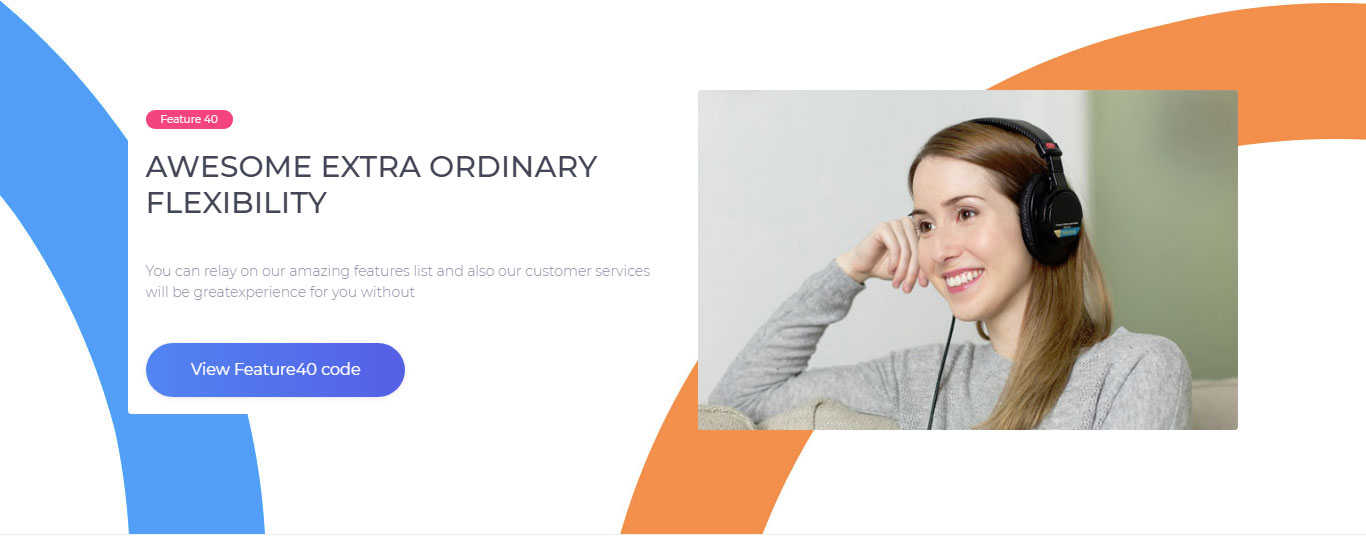 Feature 40
AWESOME EXTRA ORDINARY
FLEXIBILITY
You can relay on our amazing features list and also our customer services
will be greatexperience for you without
View Feature40 code